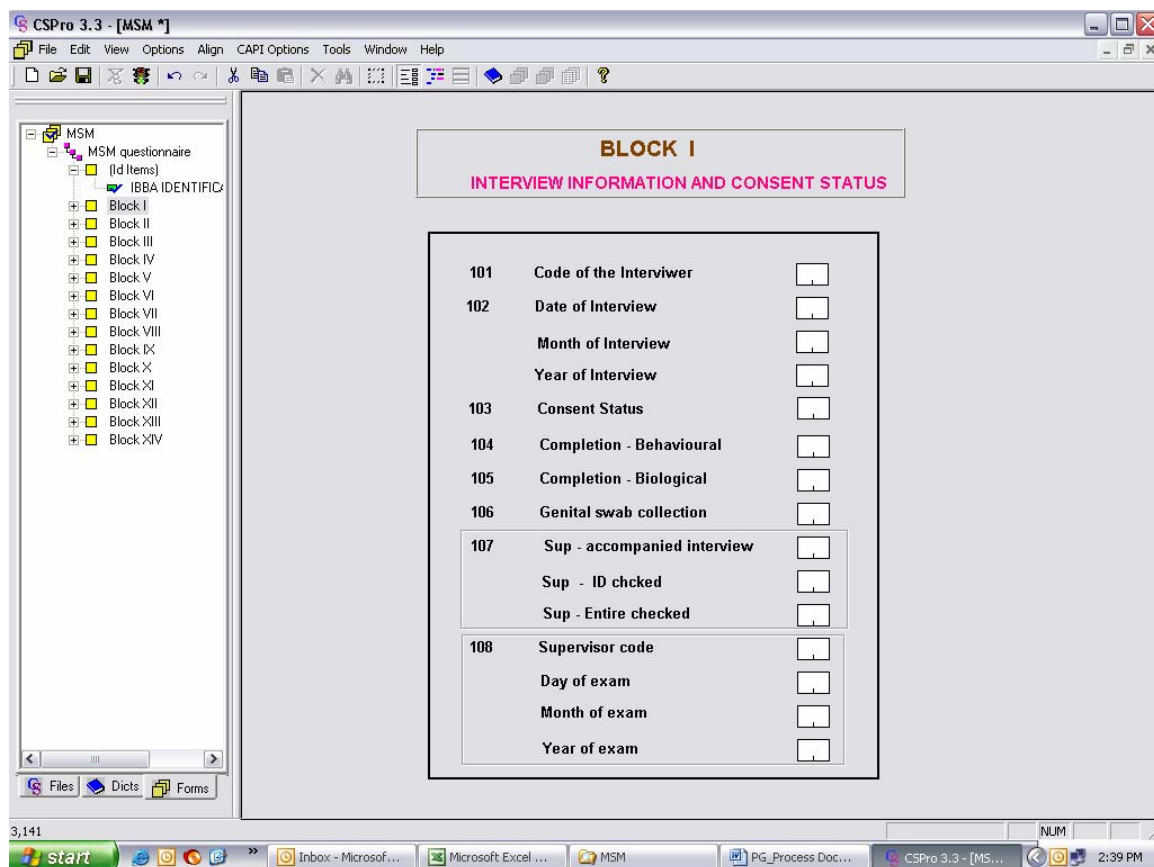 CSPro 3.3 - [MSM *]
File Edit View Options Align CAPI Options Tools Window Help
MSM
MSM questionnaire
(Id Items)
IBBA IDENTIFICA
Block I
Block II
Block III
Block IV
Block V
Block VI
Block VII
Block VIII
Block IX
Block X
Block XI
Block XII
Block XIII
Block XIV
Files Dicts Forms
BLOCK I
INTERVIEW INFORMATION AND CONSENT STATUS
101 Code of the Interviwer
102 Date of Interview
Month of Interview
Year of Interview
103 Consent Status
104 Completion - Behavioural
105 Completion - Biological
106 Genital swab collection
107 Sup - accompanied interview
Sup - ID chcked
Sup - Entire checked
108 Supervisor code
Day of exam
Month of exam
Year of exam
3,141 NUM
start » Inbox - Microsof... Microsoft Excel ... MSM PG_Process Doc... CSPro 3.3 - [MS... 2:39 PM